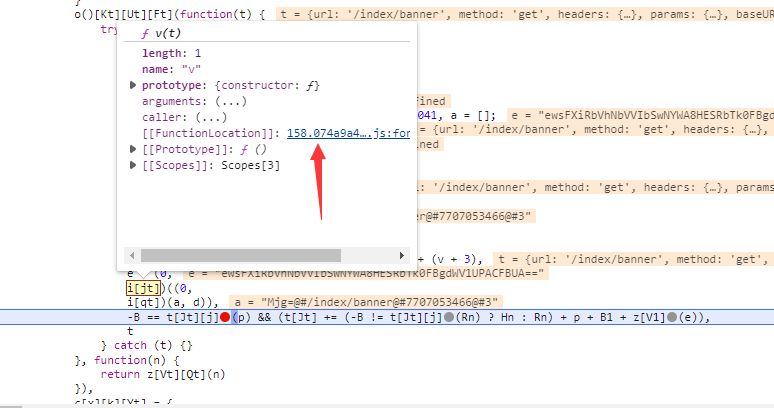 o()[Kt][Ut][Ft](function(t) { t = {url: '/index/banner', method: 'get', headers: {…}, params: {…}, baseUR
try
ƒ v(t)
length: 1
name: "v"
prototype: {constructor: ƒ}
arguments: (...)
caller: (...)
[[FunctionLocation]]: 158.074a9a4….js:for
[[Prototype]]: ƒ ()
[[Scopes]]: Scopes[3]
fined
041, a = []; e = "ewsFXiRbVhNbVVIbSwNYWA8HESRbTk0FBgd
= {url: '/index/banner', method: 'get', headers:
ined
url: '/index/banner', method: 'get', headers: {…}, params
er@#7707053466@#3"
+ (v + 3), t = {url: '/index/banner', method: 'get',
e = (0, e = "ewsFXiRbVhNbVVIbSwNYWA8HESRbTk0FBgdWV1UPACFBUA=="
i[jt])((0,
i[qt])(a, d)), a = "Mjg=@#/index/banner@#7707053466@#3"
-B == t[Jt][j](p) && (t[Jt] += (-B != t[Jt][j](Rn) ? Hn : Rn) + p + B1 + z[V1](e)),
t
} catch (t) {}
}, function(n) {
return z[Vt][Qt](n)
}),
c[x][k][Yt] = {